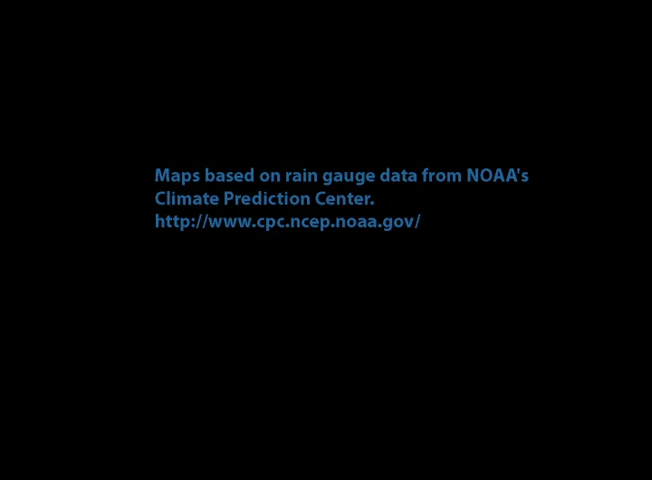 Maps based on rain gauge data from NOAA's
Climate Prediction Center.
http://www.cpc.ncep.noaa.gov/